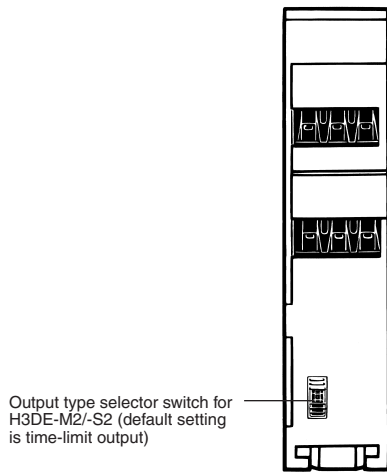 Output type selector switch for
H3DE-M2/-S2 (default setting
is time-limit output)